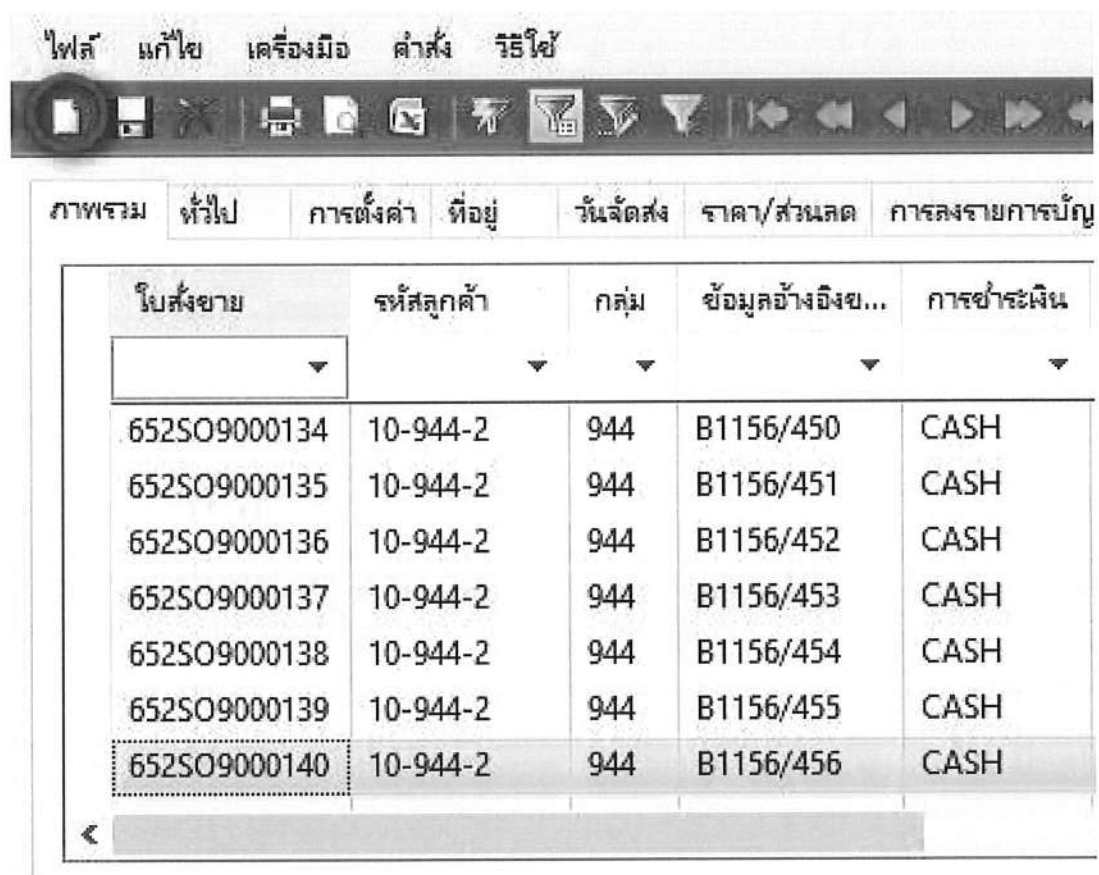 ไฟล์ แก้ไข เครื่องมือ คำสั่ง วิธีใช้
ภาพรวม ทั่วไป การตั้งค่า ที่อยู่ วันจัดส่ง ราคา/ส่วนลด การลงรายการบัญ
ใบสั่งขาย รหัสลูกค้า กลุ่ม ข้อมูลอ้างอิงข... การชำระเงิน
652SO9000134 10-944-2 944 B1156/450 CASH
652SO9000135 10-944-2 944 B1156/451 CASH
652SO9000136 10-944-2 944 B1156/452 CASH
652SO9000137 10-944-2 944 B1156/453 CASH
652SO9000138 10-944-2 944 B1156/454 CASH
652SO9000139 10-944-2 944 B1156/455 CASH
652SO9000140 10-944-2 944 B1156/456 CASH